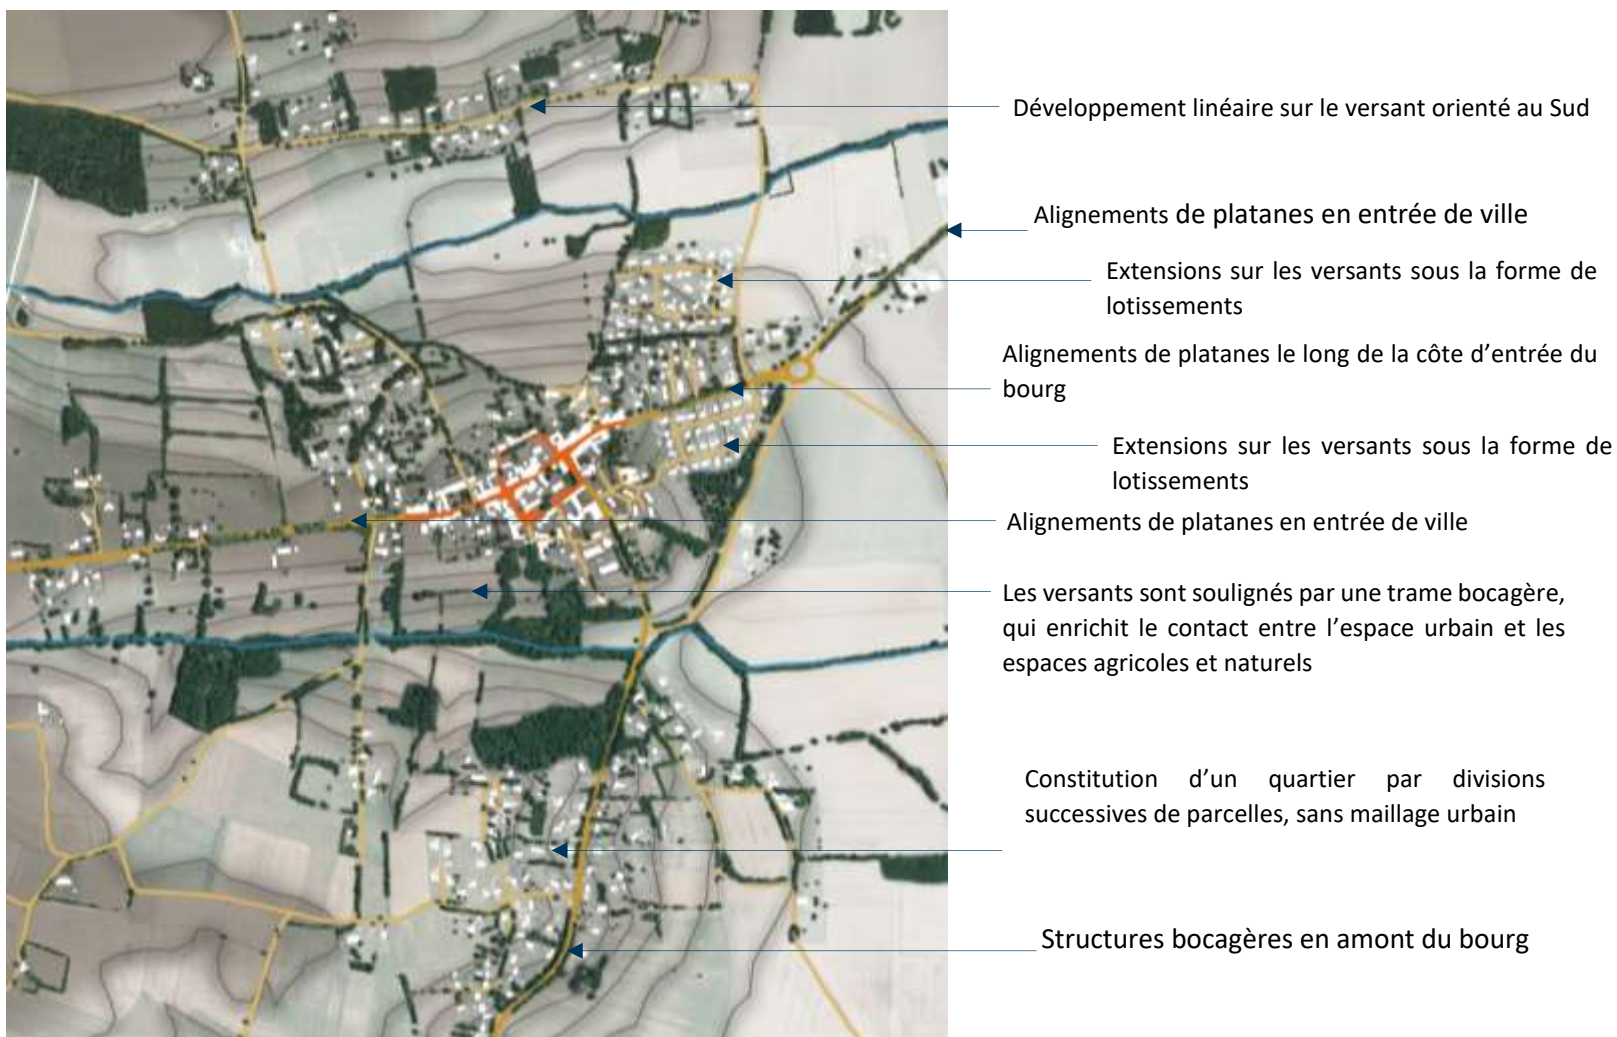 Développement linéaire sur le versant orienté au Sud
Alignements de platanes en entrée de ville
Extensions sur les versants sous la forme de
lotissements
Alignements de platanes le long de la côte d’entrée du
bourg
Extensions sur les versants sous la forme de
lotissements
Alignements de platanes en entrée de ville
Les versants sont soulignés par une trame bocagère,
qui enrichit le contact entre l’espace urbain et les
espaces agricoles et naturels
Constitution d’un quartier par divisions
successives de parcelles, sans maillage urbain
Structures bocagères en amont du bourg